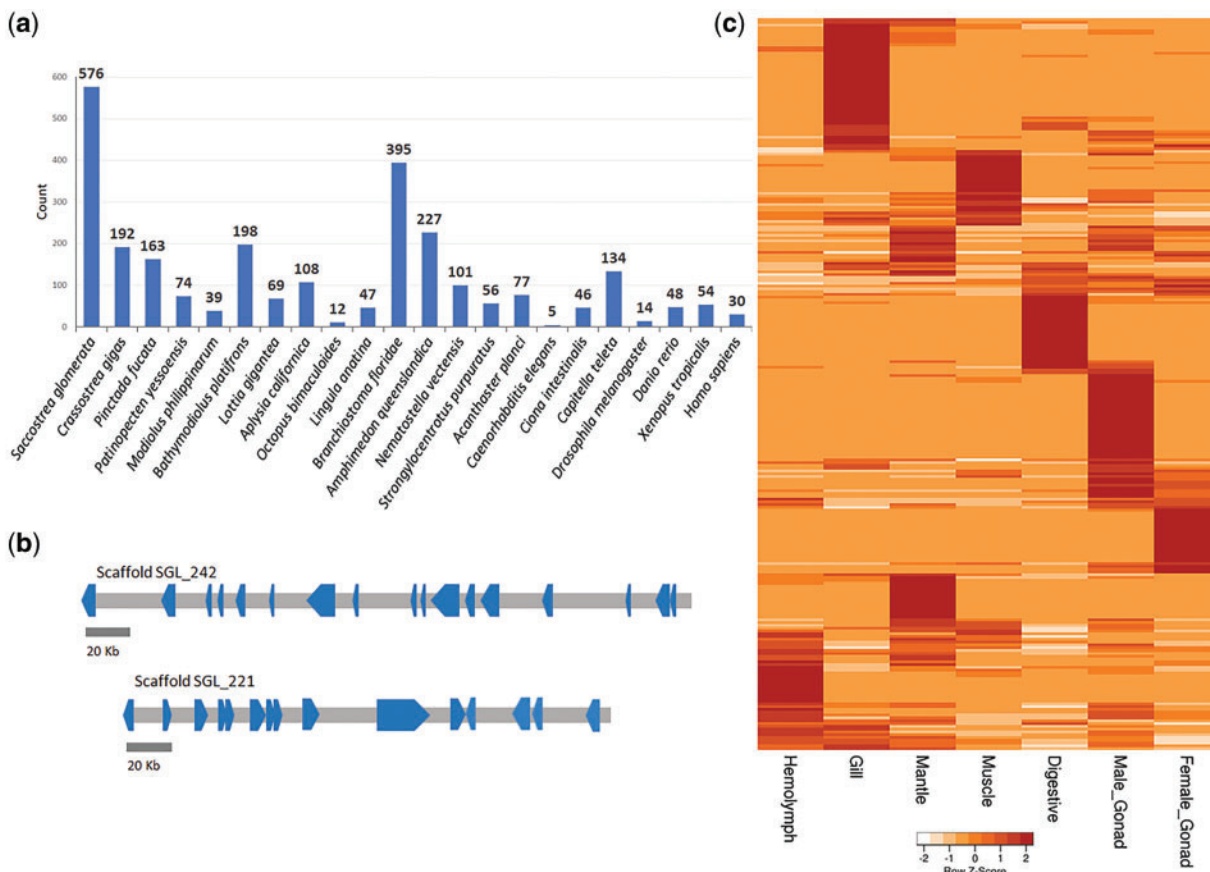 (a)
Count
600
500
400
300
200
100
0
576
192
163
74
39
198
69
108
12
47
395
227
101
56
77
5
46
134
14
48
54
30
Saccostrea glomerata
Crassostrea gigas
Pinctada fucata
Patinopecten yessoensis
Modiolus philippinarum
Bathymodiolus platifrons
Lottia gigantea
Aplysia californica
Octopus bimaculoides
Lingula anatina
Branchiostoma floridae
Amphimedon queenslandica
Nematostella vectensis
Strongylocentrotus purpuratus
Acanthaster planci
Caenorhabditis elegans
Ciona intestinalis
Capitella teleta
Drosophila melanogaster
Danio rerio
Xenopus tropicalis
Homo sapiens
(b)
Scaffold SGL_242
20 Kb
Scaffold SGL_221
20 Kb
(c)
Hemolymph
Gill
Mantle
Muscle
Digestive
Male_Gonad
Female_Gonad
-2 -1 0 1 2
Row Z-Score